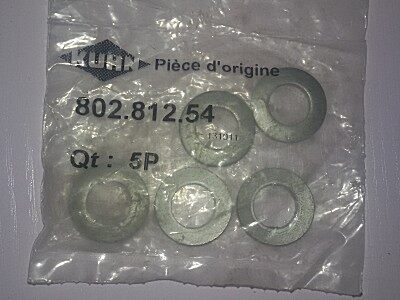 KUHN Pièce d'origine
802.812.54
131011
Qt : 5P